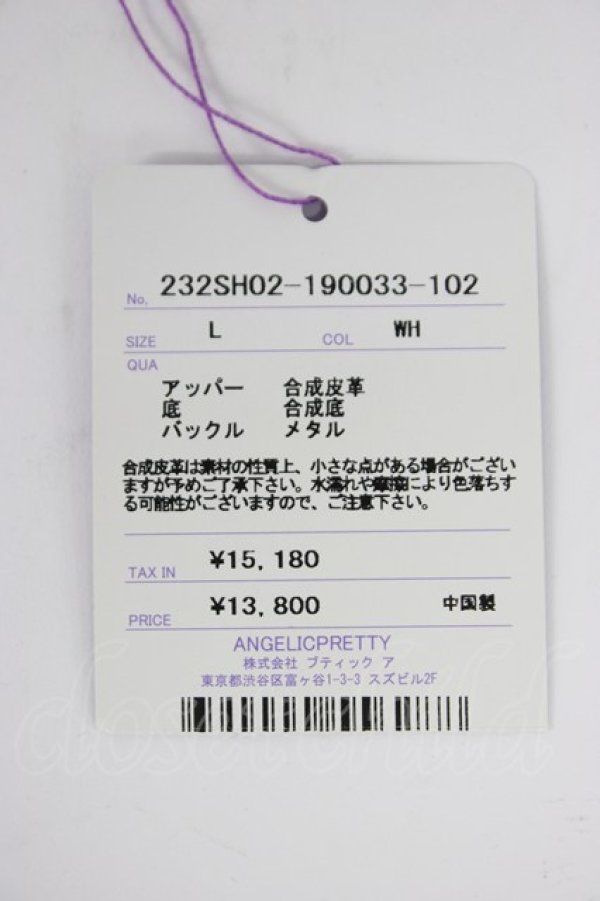 No. 232SH02-190033-102
SIZE L COL WH
QUA
アッパー 合成皮革
底 合成底
バックル メタル
合成皮革は素材の性質上、小さな点がある場合がござい
ますが予めご了承下さい。水濡れや摩擦により色落ちす
る可能性がございますので、ご注意下さい。
TAX IN ¥15,180
PRICE ¥13,800 中国製
ANGELICPRETTY
株式会社 ブティック ア
東京都渋谷区富ヶ谷1-3-3 スズビル2F
closet child